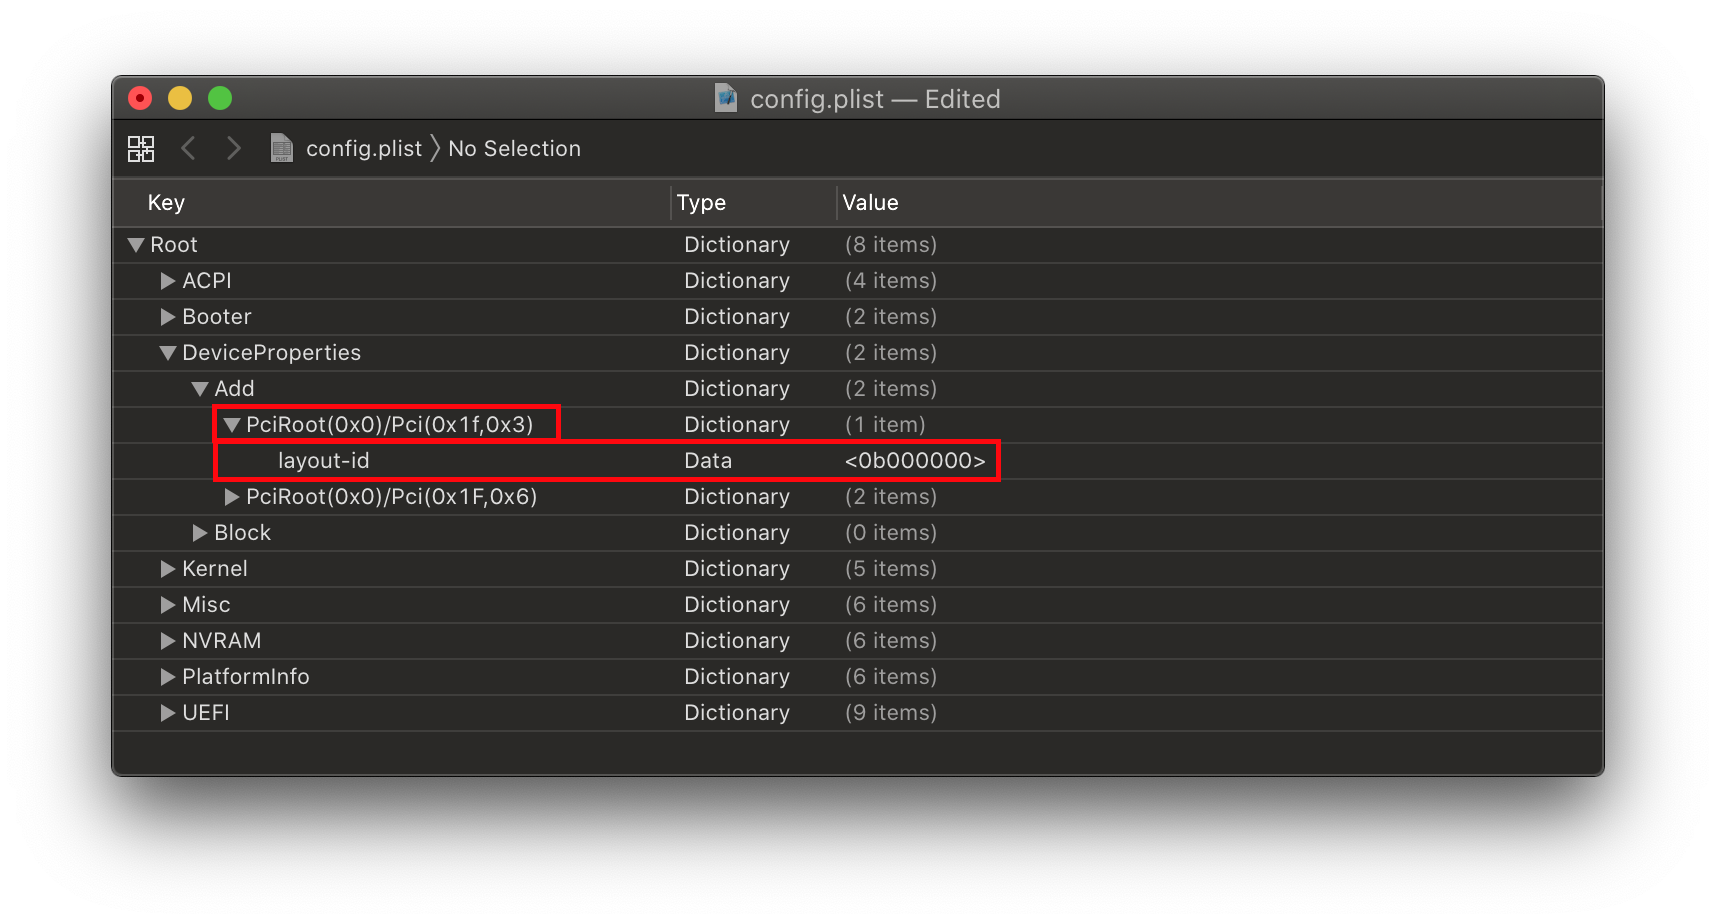 config.plist — Edited
config.plist 〉 No Selection
Key Type Value
Root Dictionary (8 items)
ACPI Dictionary (4 items)
Booter Dictionary (2 items)
DeviceProperties Dictionary (2 items)
Add Dictionary (2 items)
PciRoot(0x0)/Pci(0x1f,0x3) Dictionary (1 item)
layout-id Data <0b000000>
PciRoot(0x0)/Pci(0x1F,0x6) Dictionary (2 items)
Block Dictionary (0 items)
Kernel Dictionary (5 items)
Misc Dictionary (6 items)
NVRAM Dictionary (6 items)
PlatformInfo Dictionary (6 items)
UEFI Dictionary (9 items)